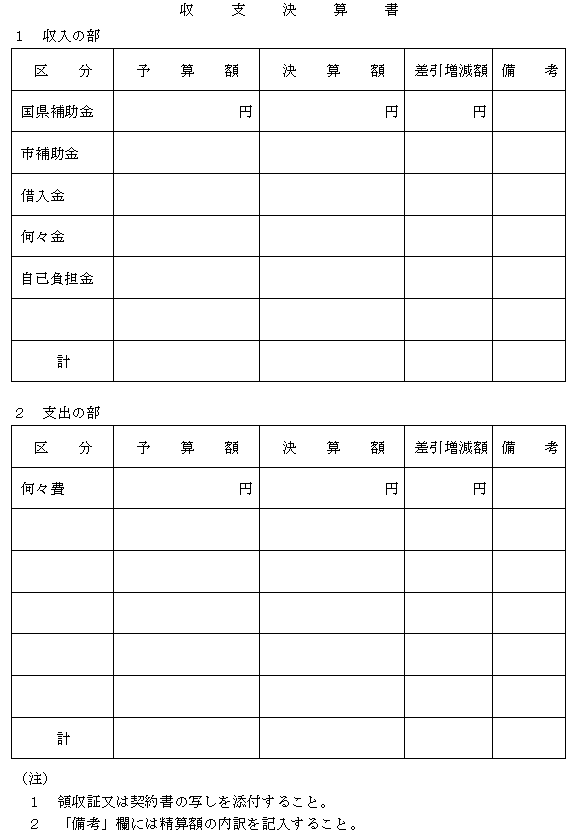 収支決算書
１　収入の部
区　分　予　算　額　決　算　額　差引増減額　備　考
国県補助金　円　円　円
市補助金
借入金
何々金
自己負担金
計
２　支出の部
区　分　予　算　額　決　算　額　差引増減額　備　考
何々費　円　円　円
計
（注）
１　領収証又は契約書の写しを添付すること。
２　「備考」欄には精算額の内訳を記入すること。